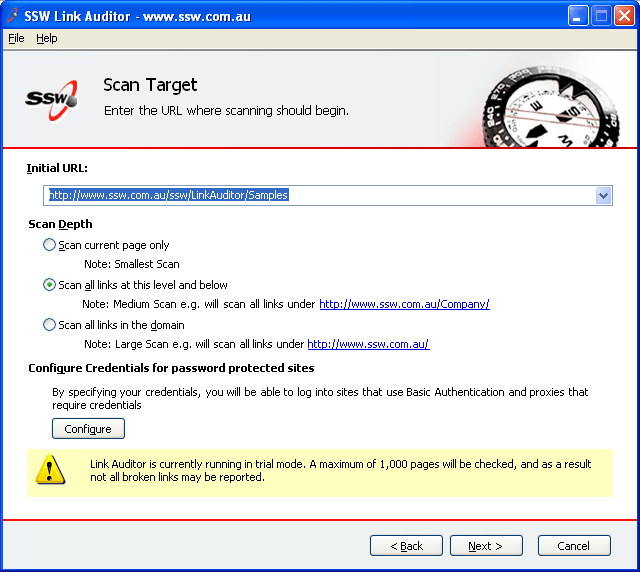 SSW Link Auditor - www.ssw.com.au
File Help
SSW
Scan Target
Enter the URL where scanning should begin.
Initial URL:
http://www.ssw.com.au/ssw/LinkAuditor/Samples
Scan Depth
Scan current page only
Note: Smallest Scan
Scan all links at this level and below
Note: Medium Scan e.g. will scan all links under http://www.ssw.com.au/Company/
Scan all links in the domain
Note: Large Scan e.g. will scan all links under http://www.ssw.com.au/
Configure Credentials for password protected sites
By specifying your credentials, you will be able to log into sites that use Basic Authentication and proxies that
require credentials
Configure
Link Auditor is currently running in trial mode. A maximum of 1,000 pages will be checked, and as a result
not all broken links may be reported.
< Back Next > Cancel